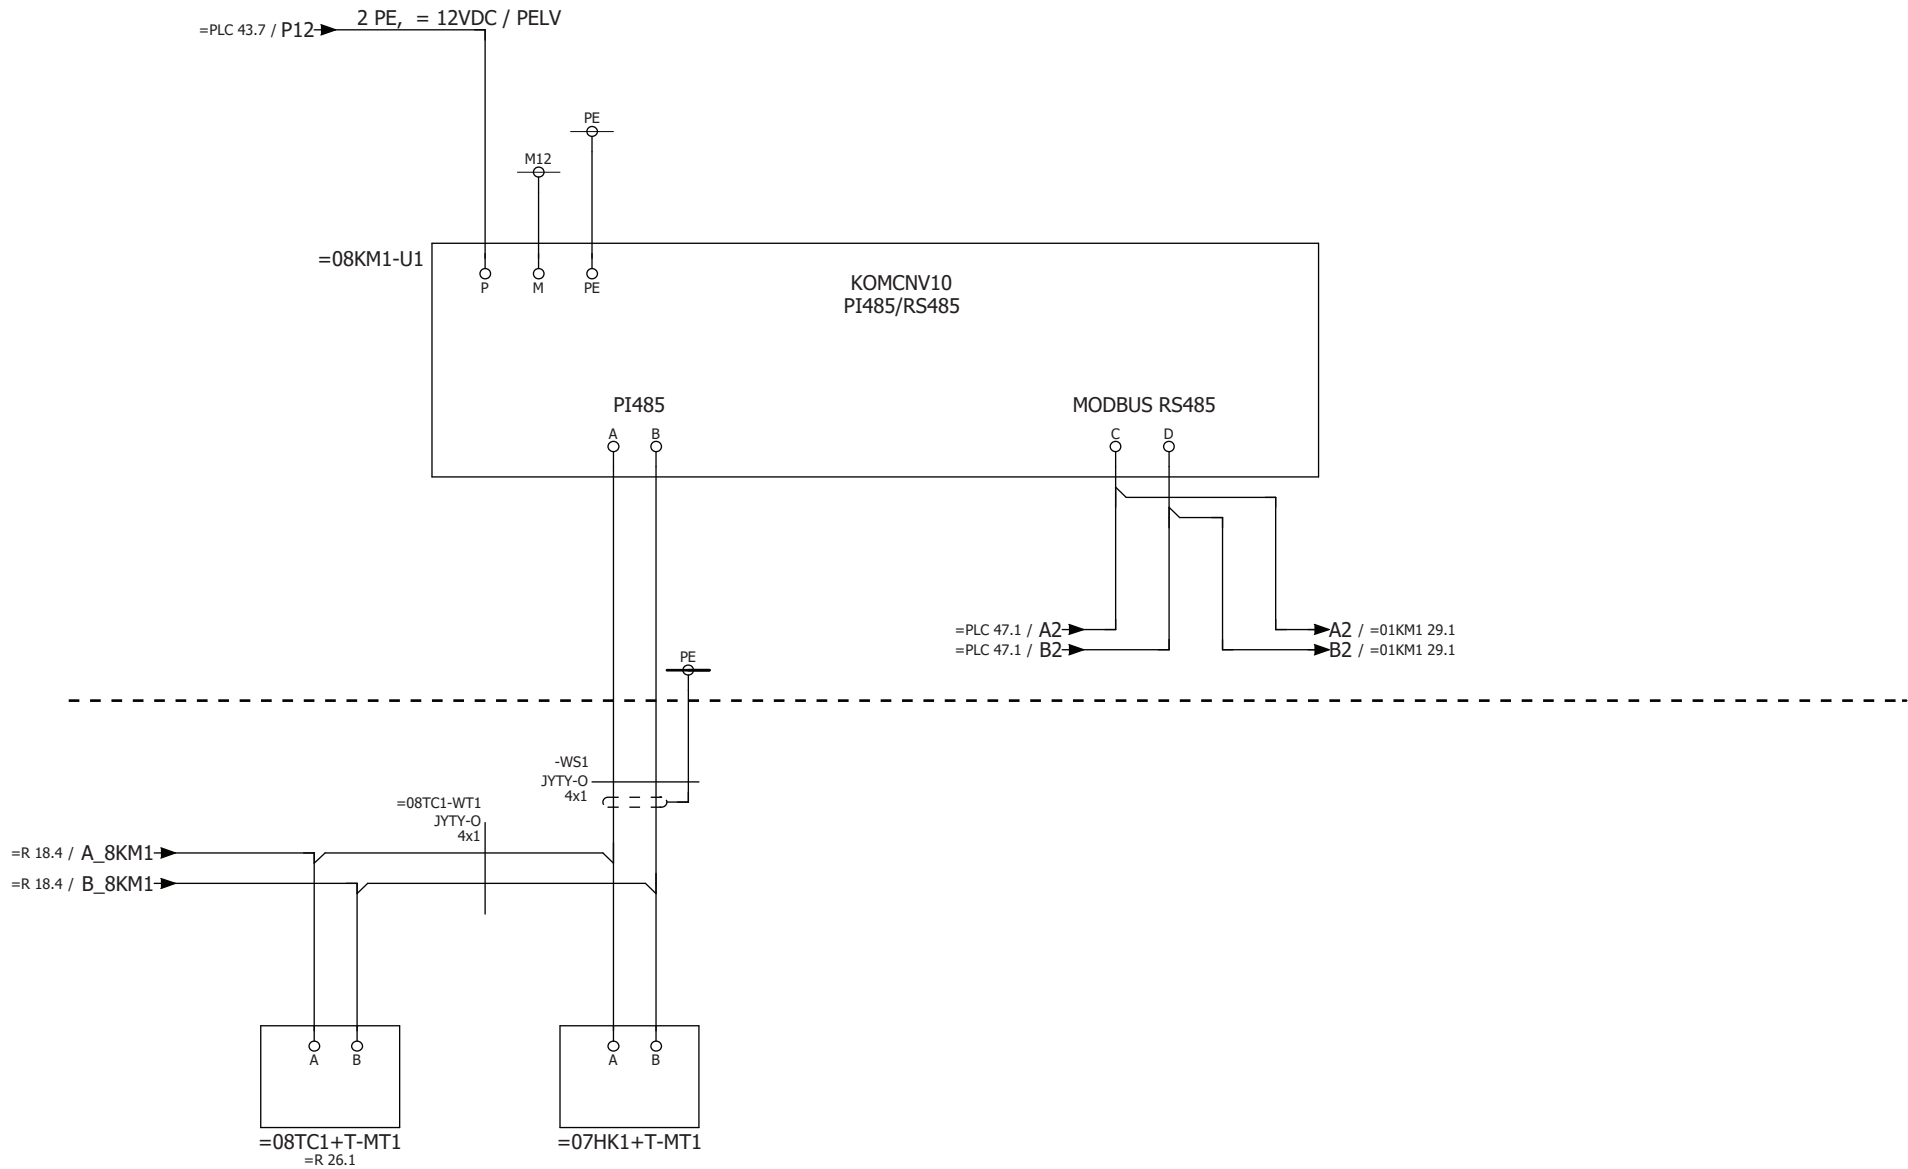 2 PE,  = 12VDC / PELV
=PLC 43.7 / P12
PE
M12
=08KM1-U1
P
M
PE
KOMCNV10
PI485/RS485
PI485
MODBUS RS485
A
B
C
D
=PLC 47.1 / A2
A2 / =01KM1 29.1
=PLC 47.1 / B2
B2 / =01KM1 29.1
PE
-WS1
JYTY-O
4x1
=08TC1-WT1
JYTY-O
4x1
=R 18.4 / A_8KM1
=R 18.4 / B_8KM1
A
B
A
B
=08TC1+T-MT1
=R 26.1
=07HK1+T-MT1